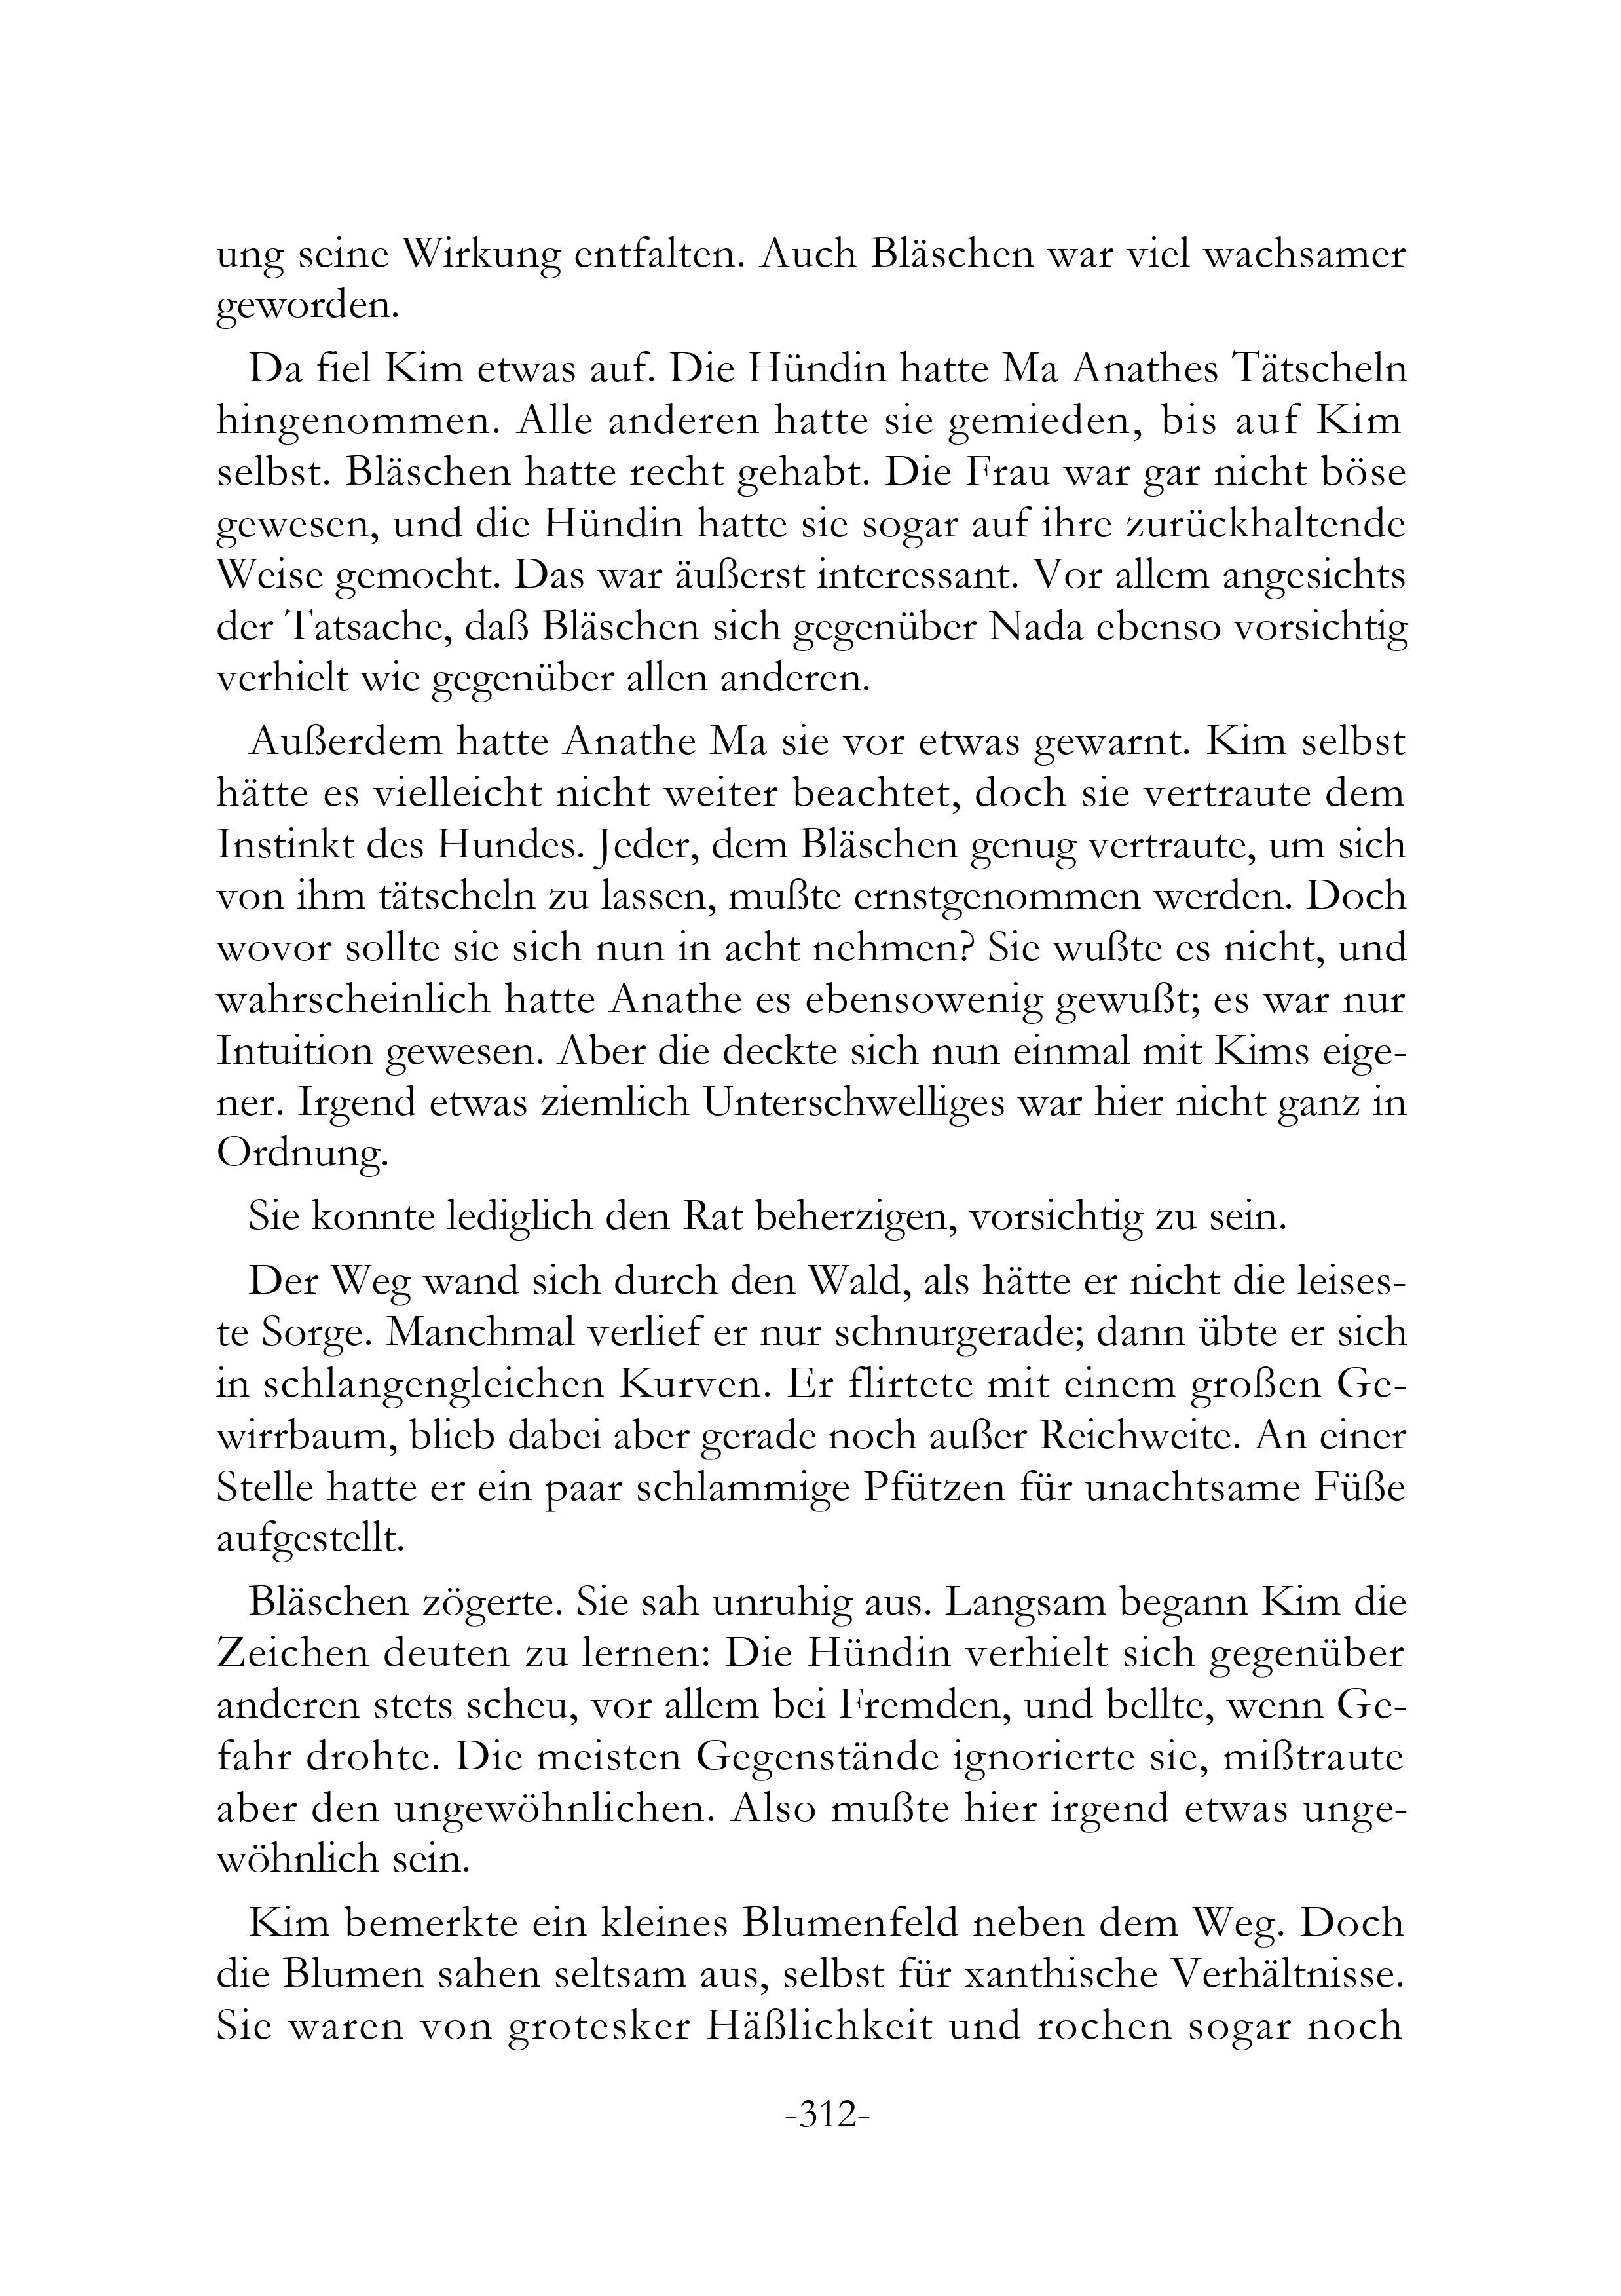 ung seine Wirkung entfalten. Auch Bläschen war viel wachsamer
geworden.
Da fiel Kim etwas auf. Die Hündin hatte Ma Anathes Tätscheln
hingenommen. Alle anderen hatte sie gemieden, bis auf Kim
selbst. Bläschen hatte recht gehabt. Die Frau war gar nicht böse
gewesen, und die Hündin hatte sie sogar auf ihre zurückhaltende
Weise gemocht. Das war äußerst interessant. Vor allem angesichts
der Tatsache, daß Bläschen sich gegenüber Nada ebenso vorsichtig
verhielt wie gegenüber allen anderen.
Außerdem hatte Anathe Ma sie vor etwas gewarnt. Kim selbst
hätte es vielleicht nicht weiter beachtet, doch sie vertraute dem
Instinkt des Hundes. Jeder, dem Bläschen genug vertraute, um sich
von ihm tätscheln zu lassen, mußte ernstgenommen werden. Doch
wovor sollte sie sich nun in acht nehmen? Sie wußte es nicht, und
wahrscheinlich hatte Anathe es ebensowenig gewußt; es war nur
Intuition gewesen. Aber die deckte sich nun einmal mit Kims eige-
ner. Irgend etwas ziemlich Unterschwelliges war hier nicht ganz in
Ordnung.
Sie konnte lediglich den Rat beherzigen, vorsichtig zu sein.
Der Weg wand sich durch den Wald, als hätte er nicht die leises-
te Sorge. Manchmal verlief er nur schnurgerade; dann übte er sich
in schlangengleichen Kurven. Er flirtete mit einem großen Ge-
wirrbaum, blieb dabei aber gerade noch außer Reichweite. An einer
Stelle hatte er ein paar schlammige Pfützen für unachtsame Füße
aufgestellt.
Bläschen zögerte. Sie sah unruhig aus. Langsam begann Kim die
Zeichen deuten zu lernen: Die Hündin verhielt sich gegenüber
anderen stets scheu, vor allem bei Fremden, und bellte, wenn Ge-
fahr drohte. Die meisten Gegenstände ignorierte sie, mißtraute
aber den ungewöhnlichen. Also mußte hier irgend etwas unge-
wöhnlich sein.
Kim bemerkte ein kleines Blumenfeld neben dem Weg. Doch
die Blumen sahen seltsam aus, selbst für xanthische Verhältnisse.
Sie waren von grotesker Häßlichkeit und rochen sogar noch
-312-